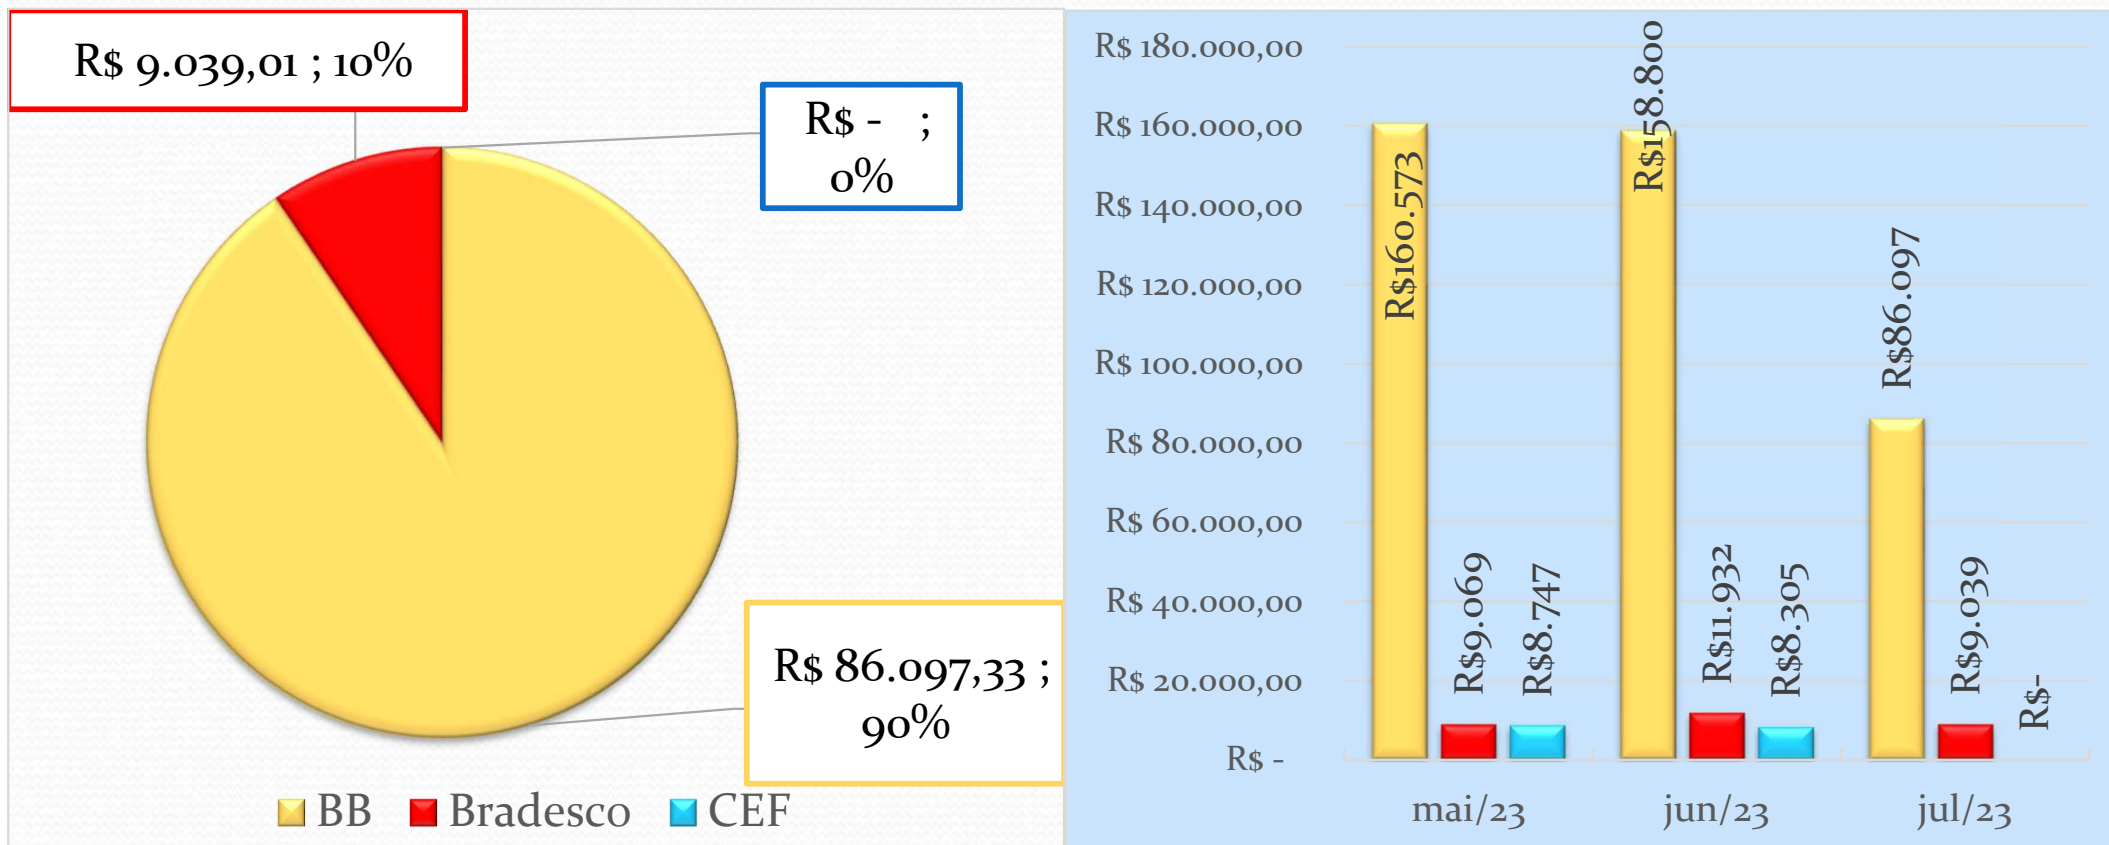 R$ 9.039,01 ; 10%
R$ - ;
0%
R$ 86.097,33 ;
90%
BB Bradesco CEF
R$ 180.000,00
R$ 160.000,00
R$ 140.000,00
R$ 120.000,00
R$ 100.000,00
R$ 80.000,00
R$ 60.000,00
R$ 40.000,00
R$ 20.000,00
R$ -
R$160.573
R$9.069
R$8.747
R$158.800
R$11.932
R$8.305
R$86.097
R$9.039
R$-
mai/23 jun/23 jul/23